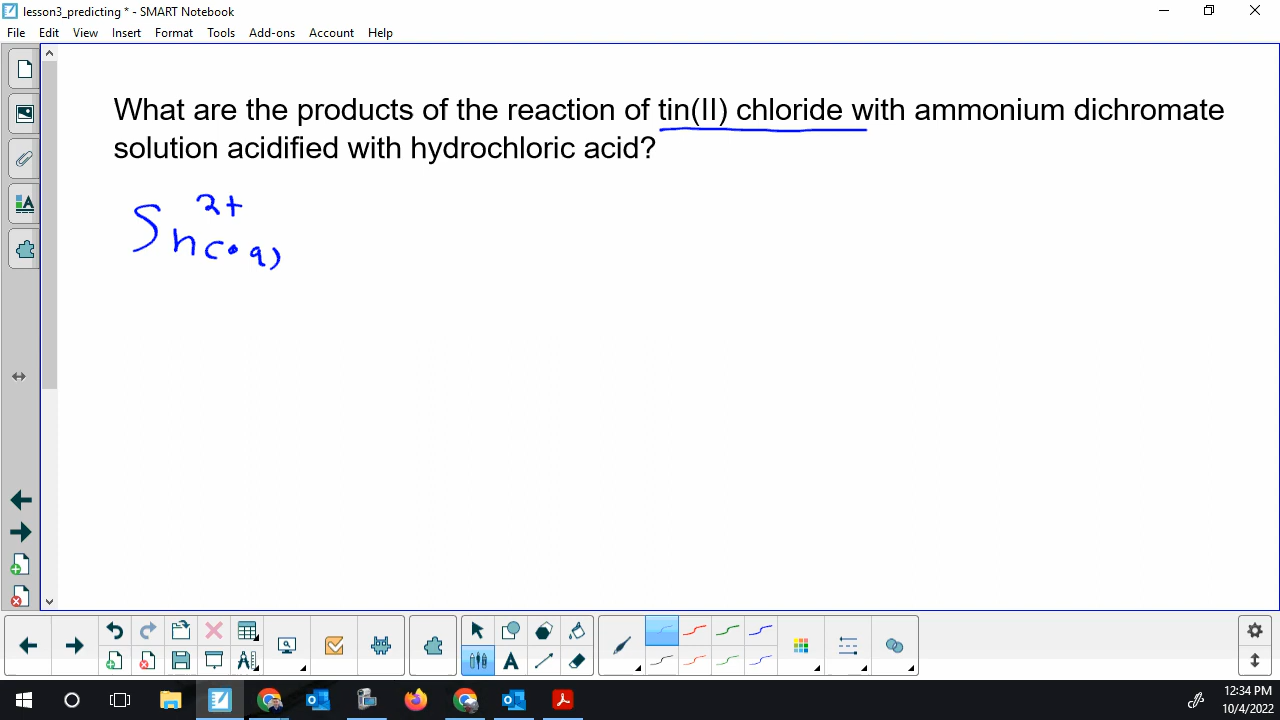 lesson3_predicting * - SMART Notebook
File Edit View Insert Format Tools Add-ons Account Help
What are the products of the reaction of tin(II) chloride with ammonium dichromate
solution acidified with hydrochloric acid?
Sn 2+ (aq)
12:34 PM
10/4/2022